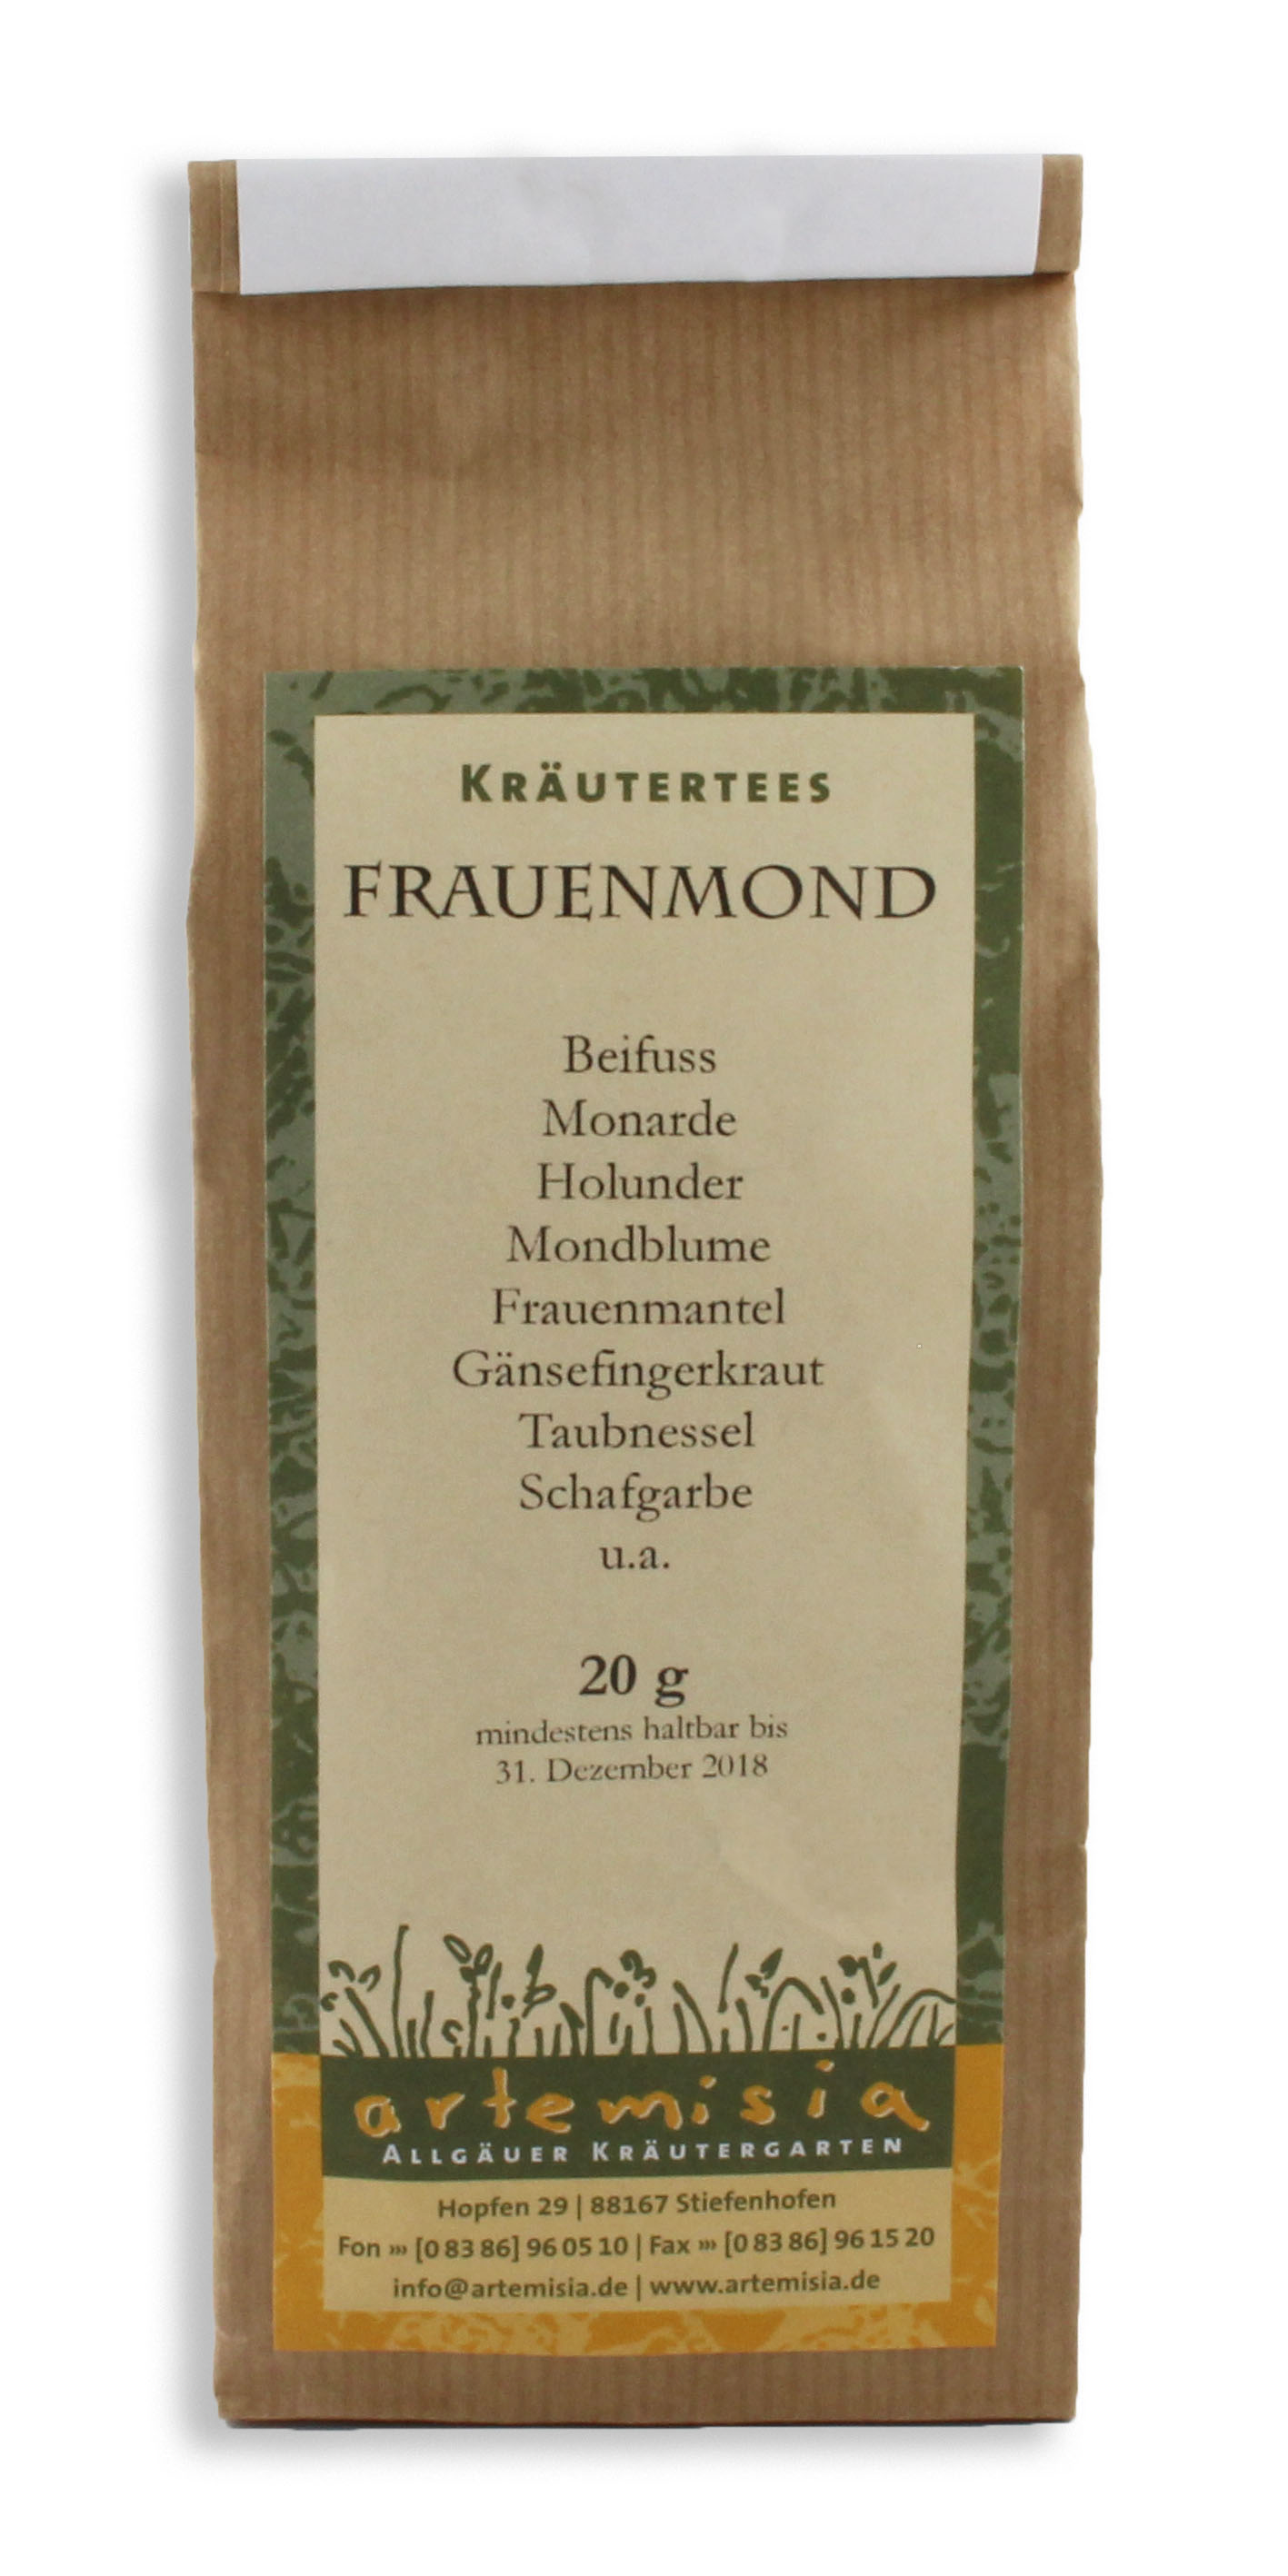 KRÄUTERTEES
FRAUENMOND
Beifuss
Monarde
Holunder
Mondblume
Frauenmantel
Gänsefingerkraut
Taubnessel
Schafgarbe
u.a.
20 g
mindestens haltbar bis
31. Dezember 2018
artemisia
ALLGÄUER KRÄUTERGARTEN
Hopfen 29 | 88167 Stiefenhofen
Fon »» [0 83 86] 96 05 10 | Fax »» [0 83 86] 96 15 20
info@artemisia.de | www.artemisia.de